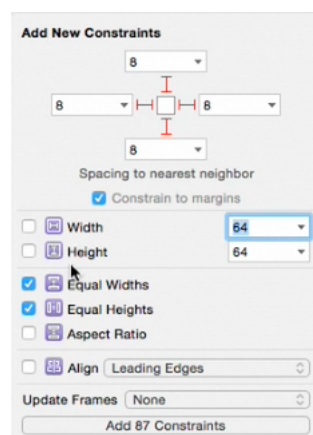 Add New Constraints
8
8 8
8
Spacing to nearest neighbor
Constrain to margins
Width 64
Height 64
Equal Widths
Equal Heights
Aspect Ratio
Align Leading Edges
Update Frames None
Add 87 Constraints